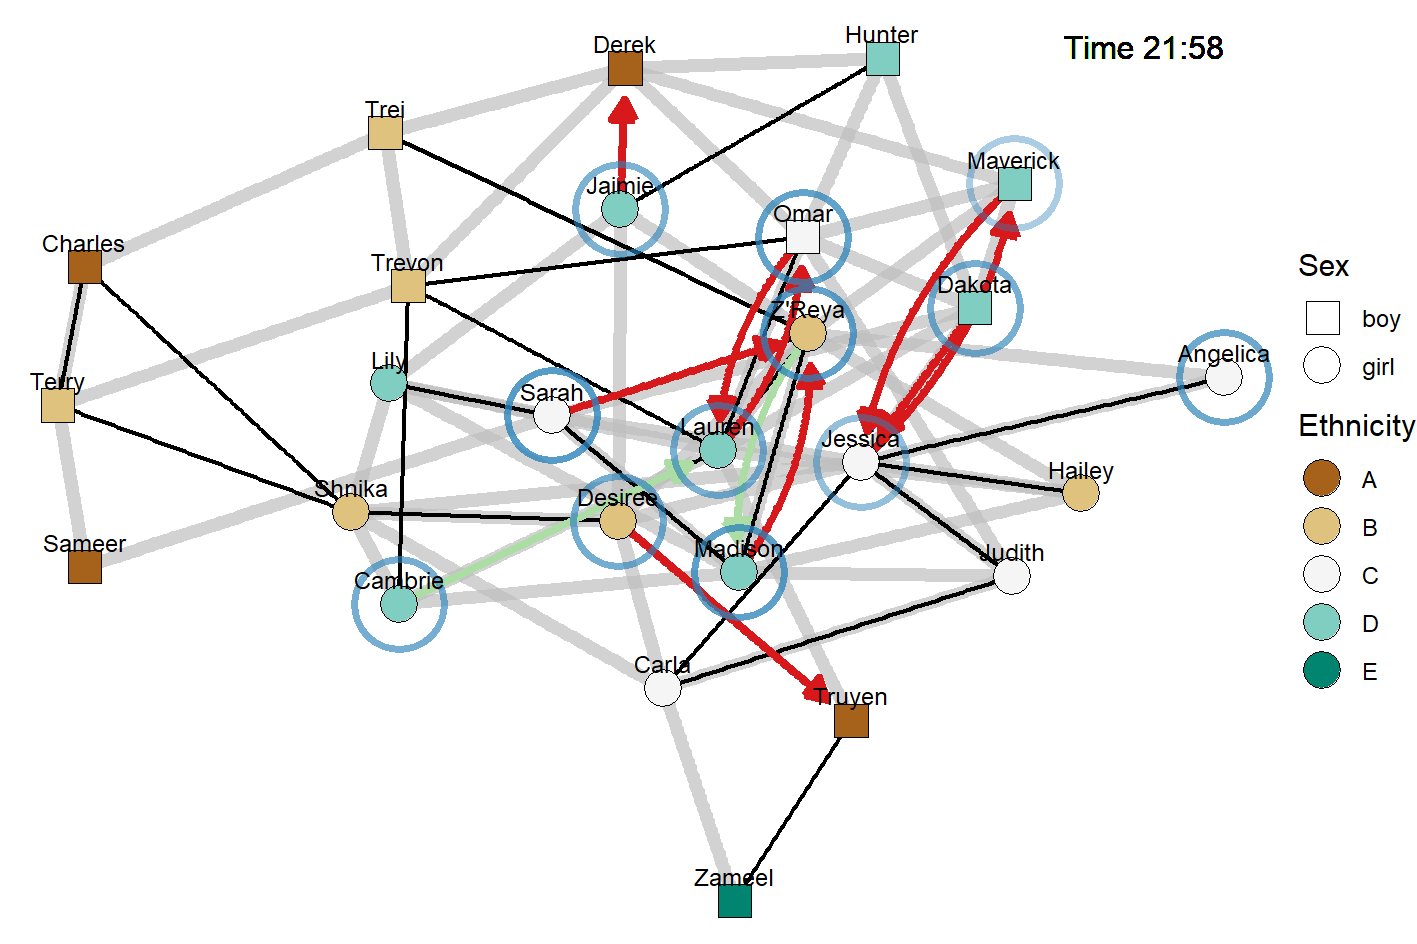 Hunter
Derek
Time 21:58
Trei
Maverick
Jaimie
Omar
Charles
Trevon
Sex
Dakota
Z'Reya
boy
Angelica
Lily
girl
Terry
Sarah
Lauren
Ethnicity
Jessica
Hailey
A
Shnika
Desiree
B
Sameer
Madison
Judith
C
Cambrie
D
Carla
E
Truyen
Zameel